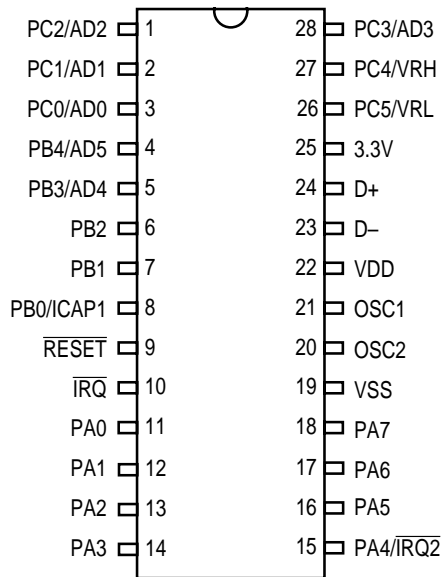 PC2/AD2 1 28 PC3/AD3
PC1/AD1 2 27 PC4/VRH
PC0/AD0 3 26 PC5/VRL
PB4/AD5 4 25 3.3V
PB3/AD4 5 24 D+
PB2 6 23 D–
PB1 7 22 VDD
PB0/ICAP1 8 21 OSC1
RESET 9 20 OSC2
IRQ 10 19 VSS
PA0 11 18 PA7
PA1 12 17 PA6
PA2 13 16 PA5
PA3 14 15 PA4/IRQ2